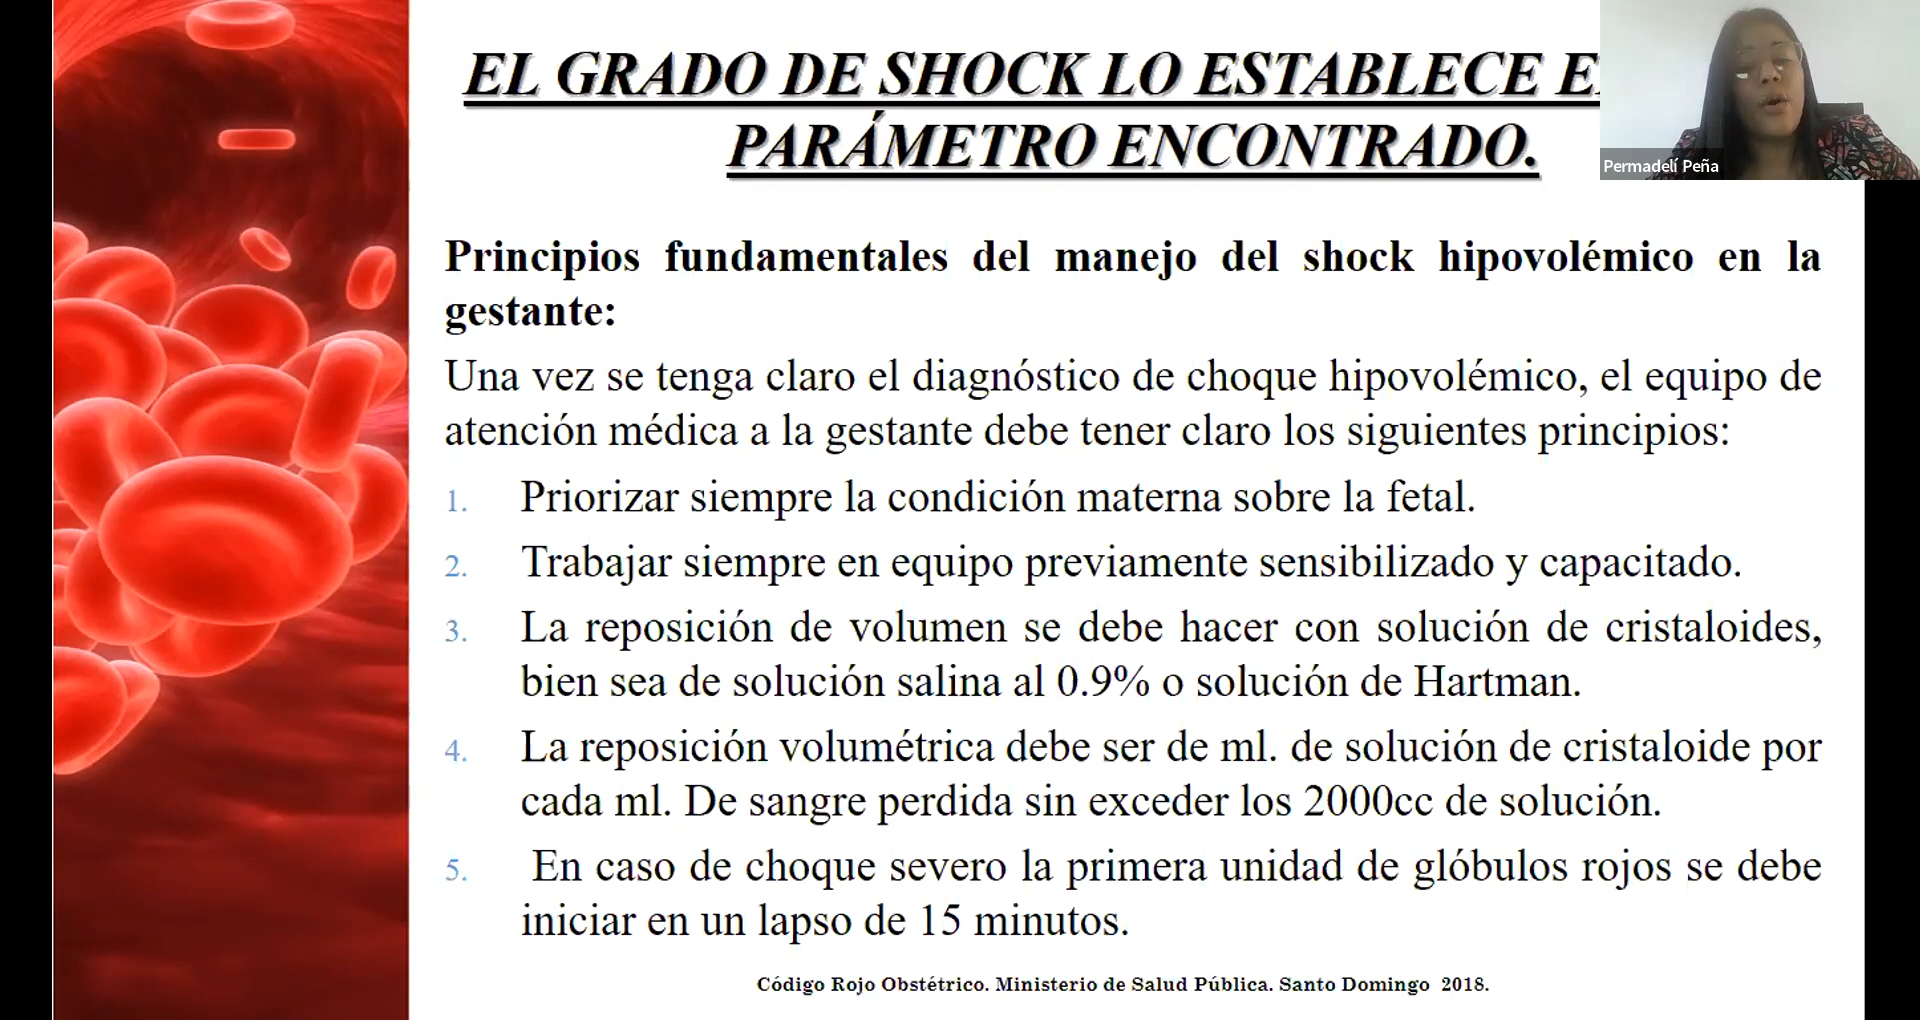 EL GRADO DE SHOCK LO ESTABLECE
PARÁMETRO ENCONTRADO.
Permadelí Peña
Principios fundamentales del manejo del shock hipovolémico en la
gestante:
Una vez se tenga claro el diagnóstico de choque hipovolémico, el equipo de
atención médica a la gestante debe tener claro los siguientes principios:
1. Priorizar siempre la condición materna sobre la fetal.
2. Trabajar siempre en equipo previamente sensibilizado y capacitado.
3. La reposición de volumen se debe hacer con solución de cristaloides,
bien sea de solución salina al 0.9% o solución de Hartman.
4. La reposición volumétrica debe ser de ml. de solución de cristaloide por
cada ml. De sangre perdida sin exceder los 2000cc de solución.
5. En caso de choque severo la primera unidad de glóbulos rojos se debe
iniciar en un lapso de 15 minutos.
Código Rojo Obstétrico. Ministerio de Salud Pública. Santo Domingo 2018.